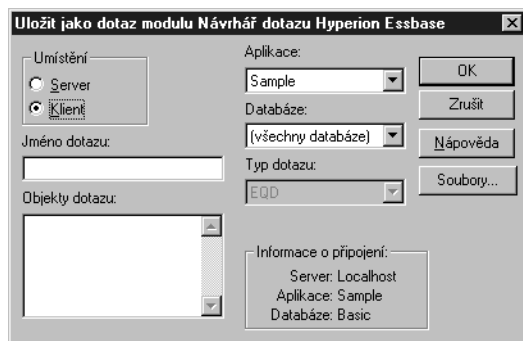 Uložit jako dotaz modulu Návrhář dotazu Hyperion Essbase
Umístění
Server
Klient
Jméno dotazu:
Objekty dotazu:
Aplikace:
Sample
Databáze:
(všechny databáze)
Typ dotazu:
EQD
Informace o připojení:
Server: Localhost
Aplikace: Sample
Databáze: Basic
OK
Zrušit
Nápověda
Soubory...